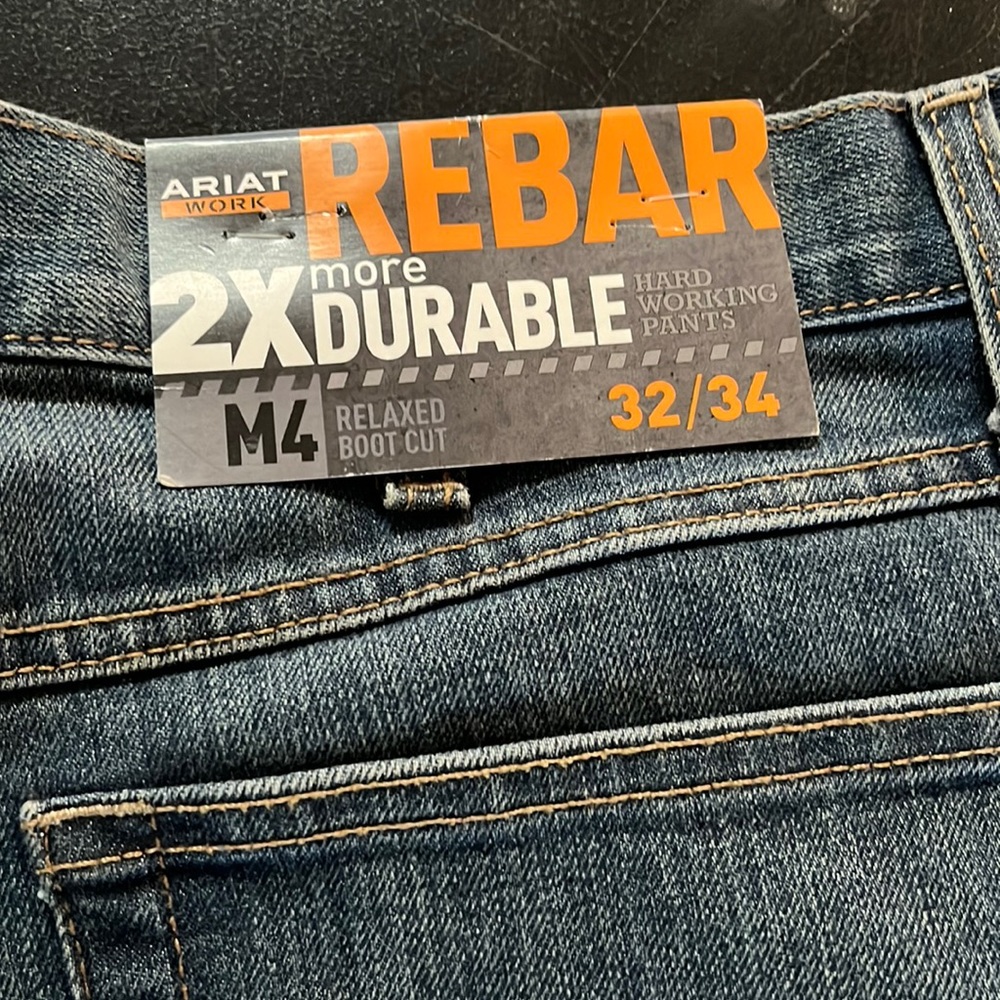 ARIAT
WORK
REBAR
2X more DURABLE
HARD
WORKING
PANTS
M4
RELAXED
BOOT CUT
32/34